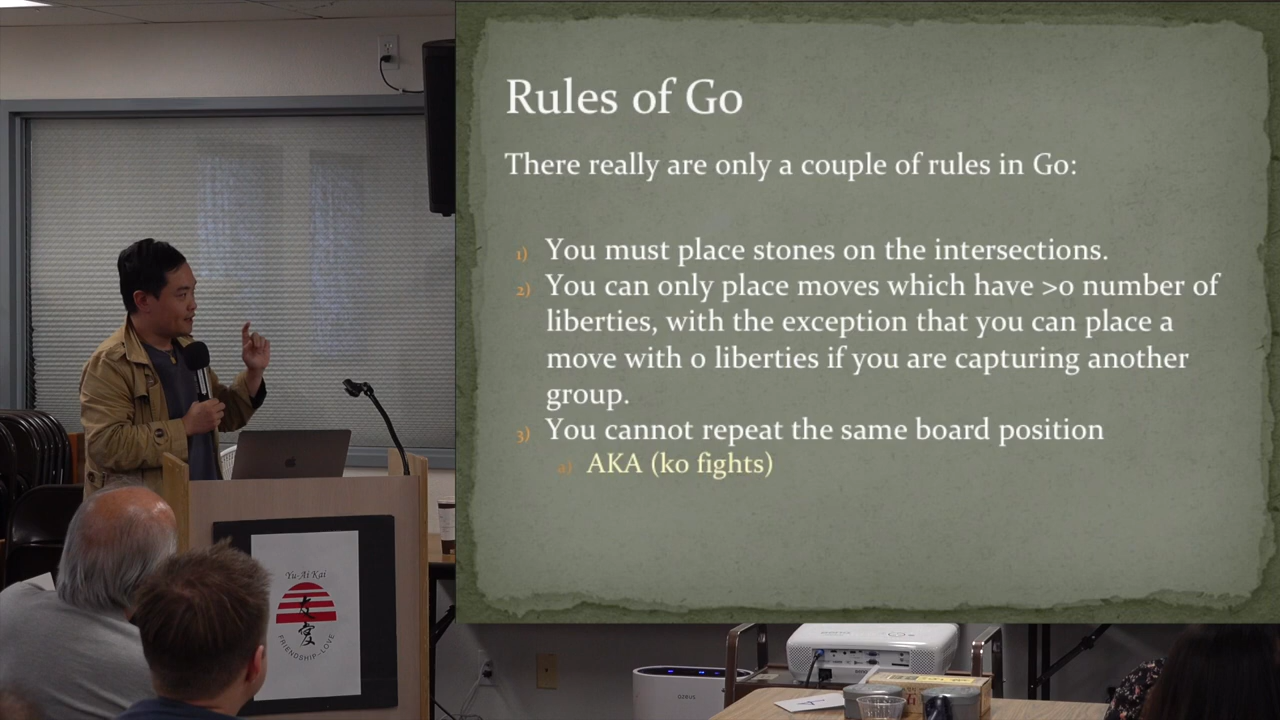 Rules of Go
There really are only a couple of rules in Go:
1) You must place stones on the intersections.
2) You can only place moves which have >0 number of
liberties, with the exception that you can place a
move with 0 liberties if you are capturing another
group.
3) You cannot repeat the same board position
a) AKA (ko fights)
Yu-Ai Kai
友
愛
FRIENDSHIP-LOVE